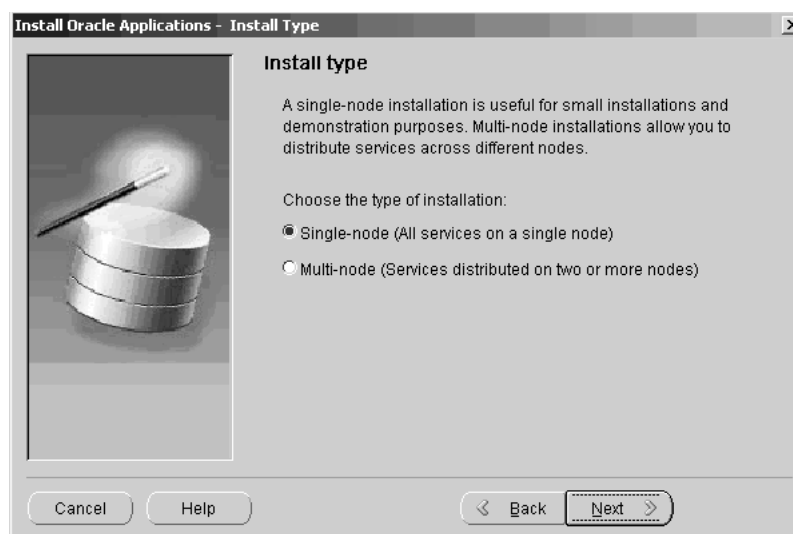 Install Oracle Applications - Install Type
Install type
A single-node installation is useful for small installations and
demonstration purposes. Multi-node installations allow you to
distribute services across different nodes.
Choose the type of installation:
Single-node (All services on a single node)
Multi-node (Services distributed on two or more nodes)
Cancel
Help
Back
Next